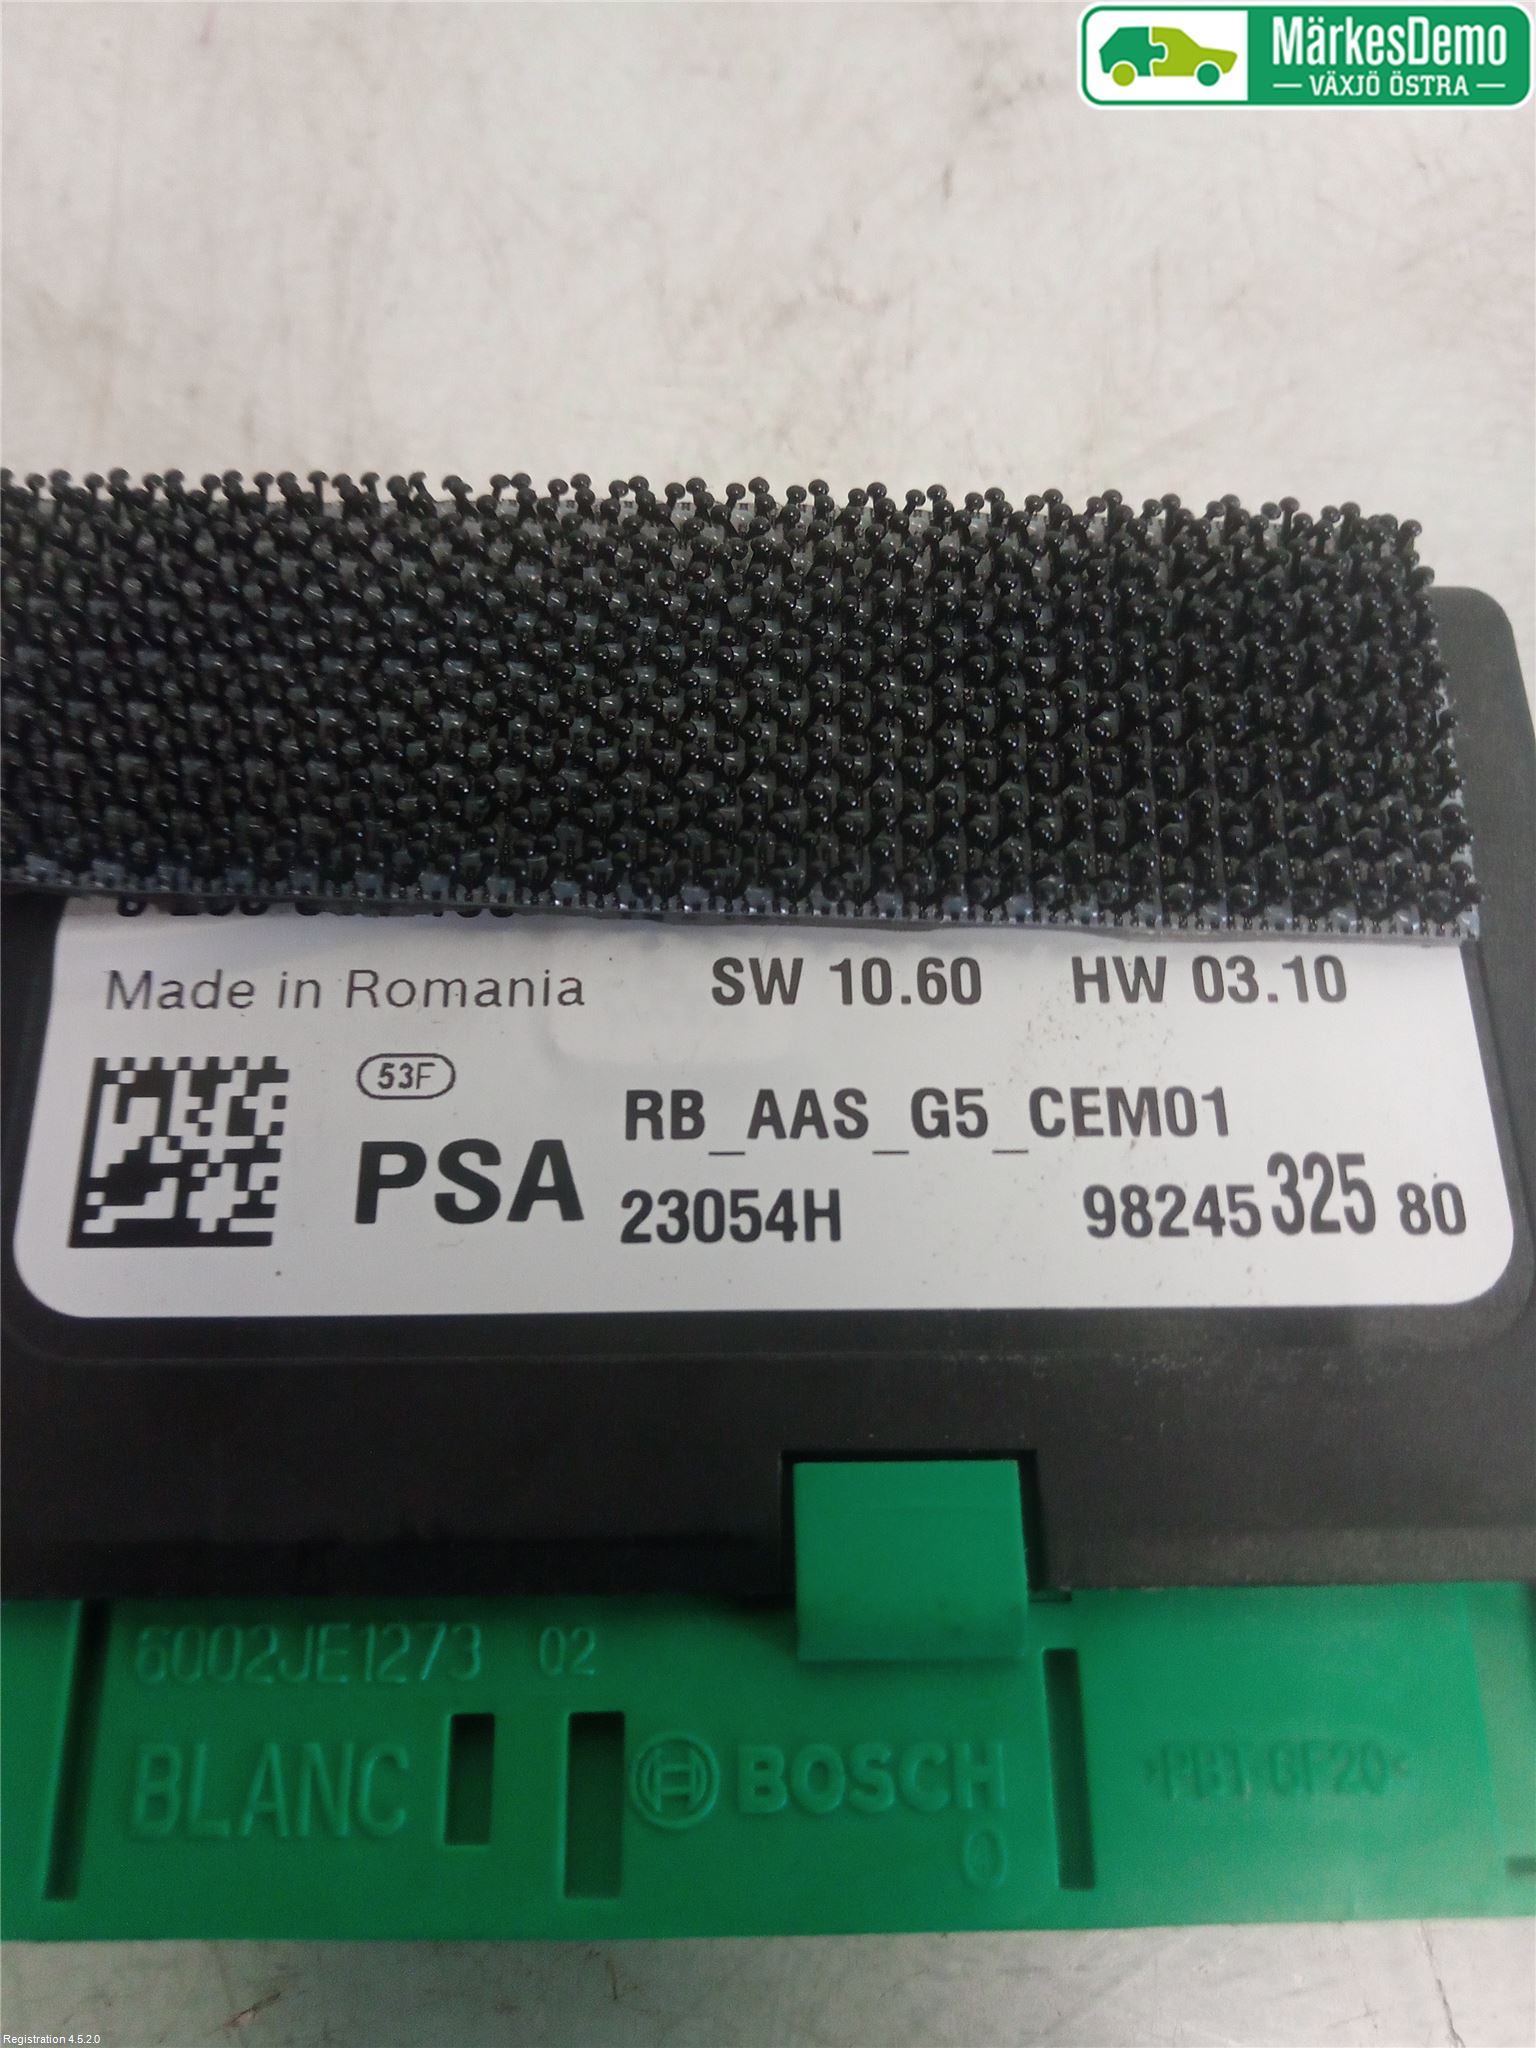 MärkesDemo
VÄXJÖ ÖSTRA
Made in Romania SW 10.60 HW 03.10
53F
RB_AAS_G5_CEM01
PSA 23054H 98245 325 80
6002JE1273 02
BLANC BOSCH >PBT-GF20<
Registration 4.5.2.0